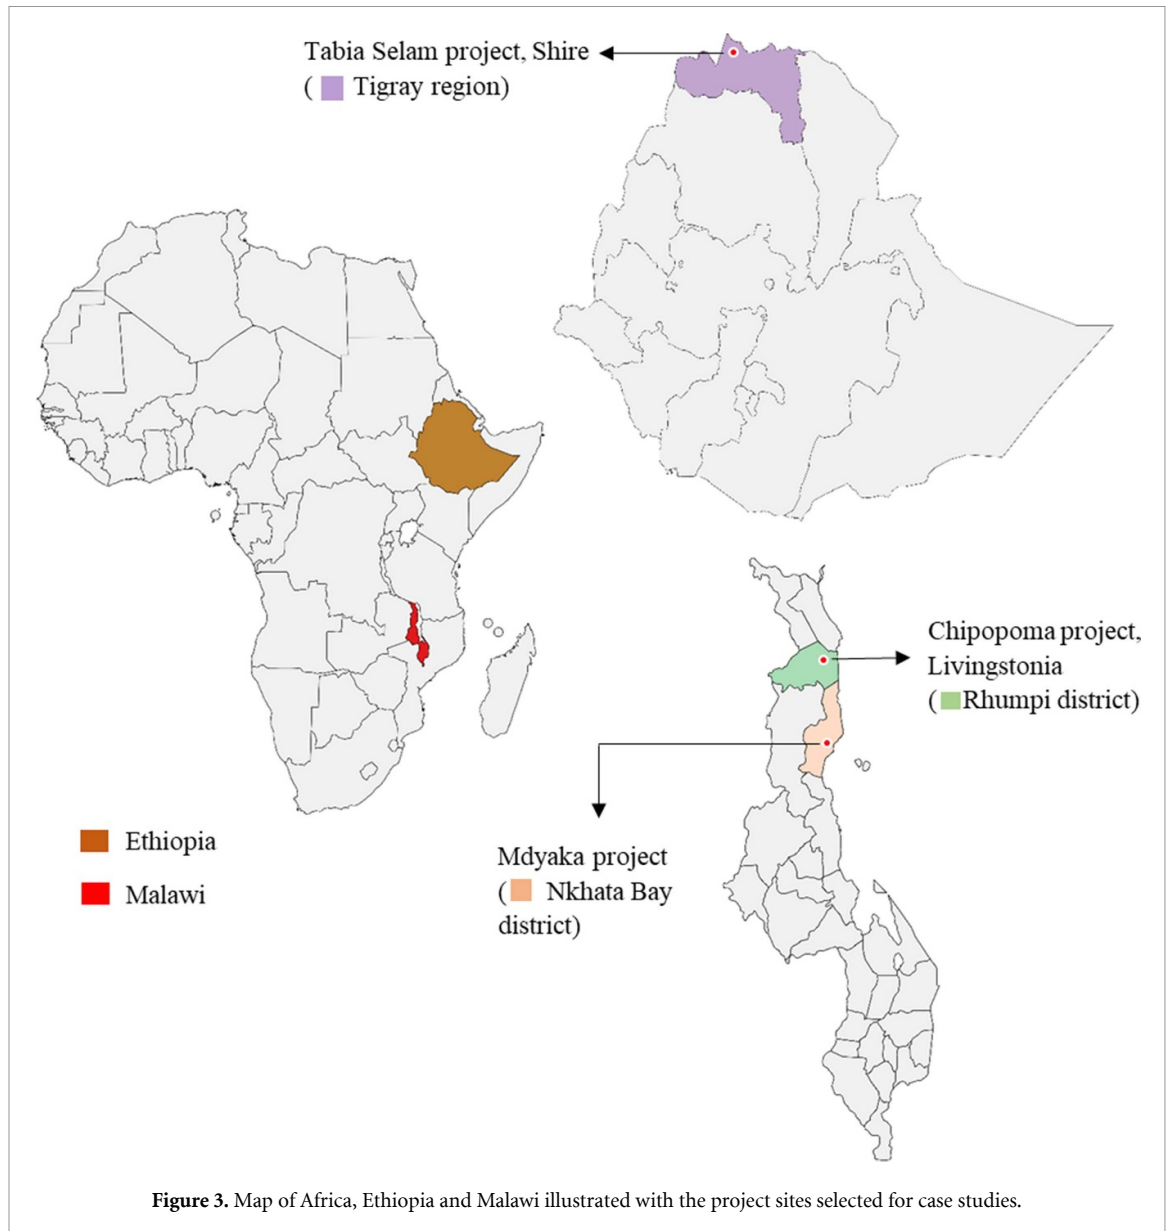 Tabia Selam project, Shire
( Tigray region)
Chipopoma project,
Livingstonia
( Rhumpi district)
Mdyaka project
( Nkhata Bay
district)
Ethiopia
Malawi
Figure 3. Map of Africa, Ethiopia and Malawi illustrated with the project sites selected for case studies.